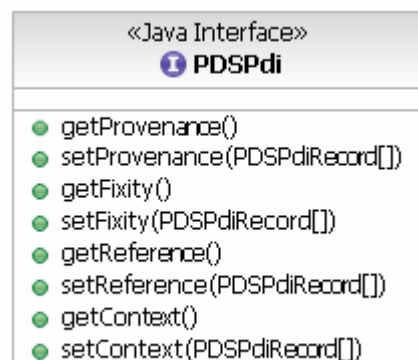 «Java Interface»
I PDSPdi
getProvenance()
setProvenance(PDSPdiRecord[])
getFixity()
setFixity(PDSPdiRecord[])
getReference()
setReference(PDSPdiRecord[])
getContext()
setContext(PDSPdiRecord[])